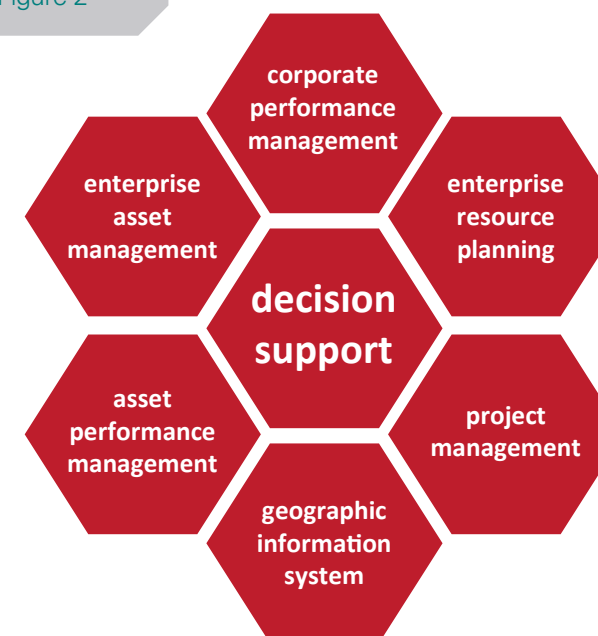 Figure 2
corporate
performance
management
enterprise
asset
management
enterprise
resource
planning
decision
support
asset
performance
management
project
management
geographic
information
system